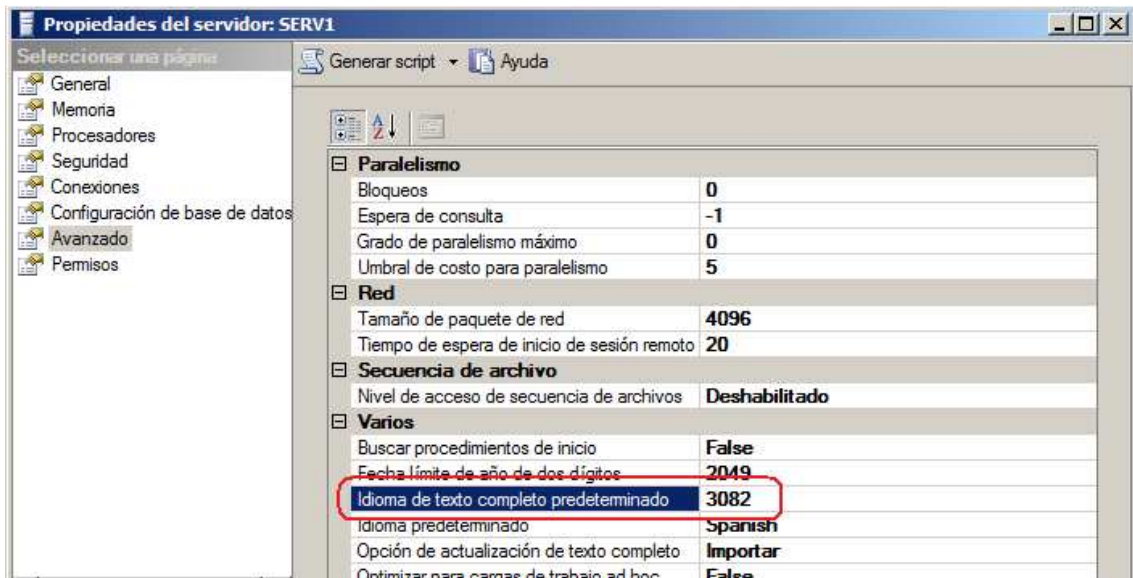 Propiedades del servidor: SERV1
Seleccionar una página
General
Memoria
Procesadores
Seguridad
Conexiones
Configuración de base de datos
Avanzado
Permisos
Generar script Ayuda
Paralelismo
Bloqueos 0
Espera de consulta -1
Grado de paralelismo máximo 0
Umbral de costo para paralelismo 5
Red
Tamaño de paquete de red 4096
Tiempo de espera de inicio de sesión remoto 20
Secuencia de archivo
Nivel de acceso de secuencia de archivos Deshabilitado
Varios
Buscar procedimientos de inicio False
Fecha límite de año de dos dígitos 2049
Idioma de texto completo predeterminado 3082
Idioma predeterminado Spanish
Opción de actualización de texto completo Importar
Optimizar para cargas de trabajo ad hoc False